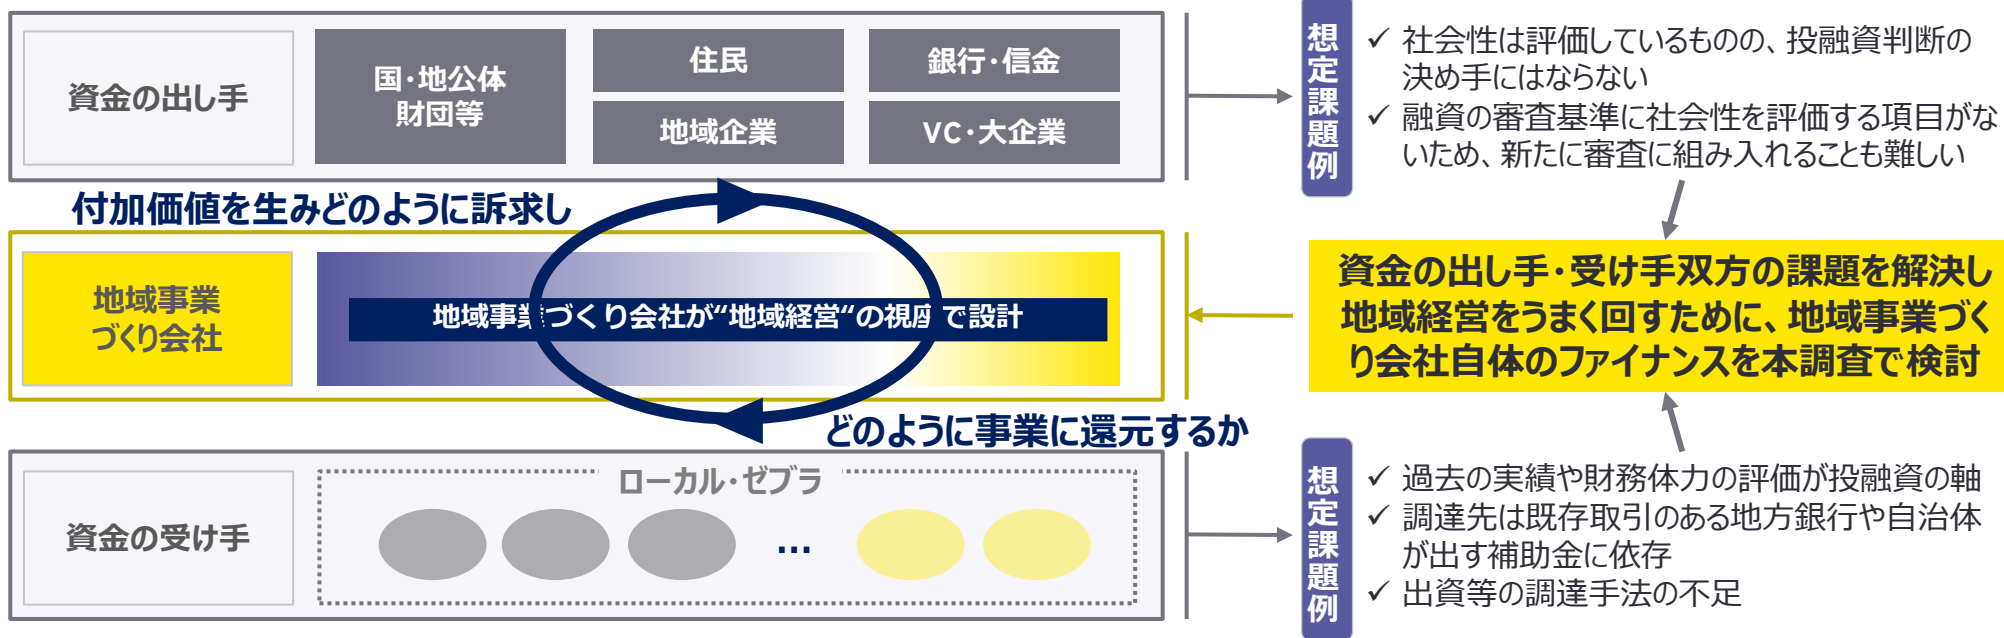 資金の出し手
国・地公体
財団等
住民
地域企業
銀行・信金
VC・大企業
想定課題例
✓ 社会性は評価しているものの、投融資判断の
決め手にはならない
✓ 融資の審査基準に社会性を評価する項目がな
いため、新たに審査に組み入れることも難しい
付加価値を生みどのように訴求し
地域事業
づくり会社
地域事業づくり会社が“地域経営“の視座で設計
資金の出し手・受け手双方の課題を解決し
地域経営をうまく回すために、地域事業づく
り会社自体のファイナンスを本調査で検討
どのように事業に還元するか
資金の受け手
ローカル・ゼブラ
…
想定課題例
✓ 過去の実績や財務体力の評価が投融資の軸
✓ 調達先は既存取引のある地方銀行や自治体
が出す補助金に依存
✓ 出資等の調達手法の不足